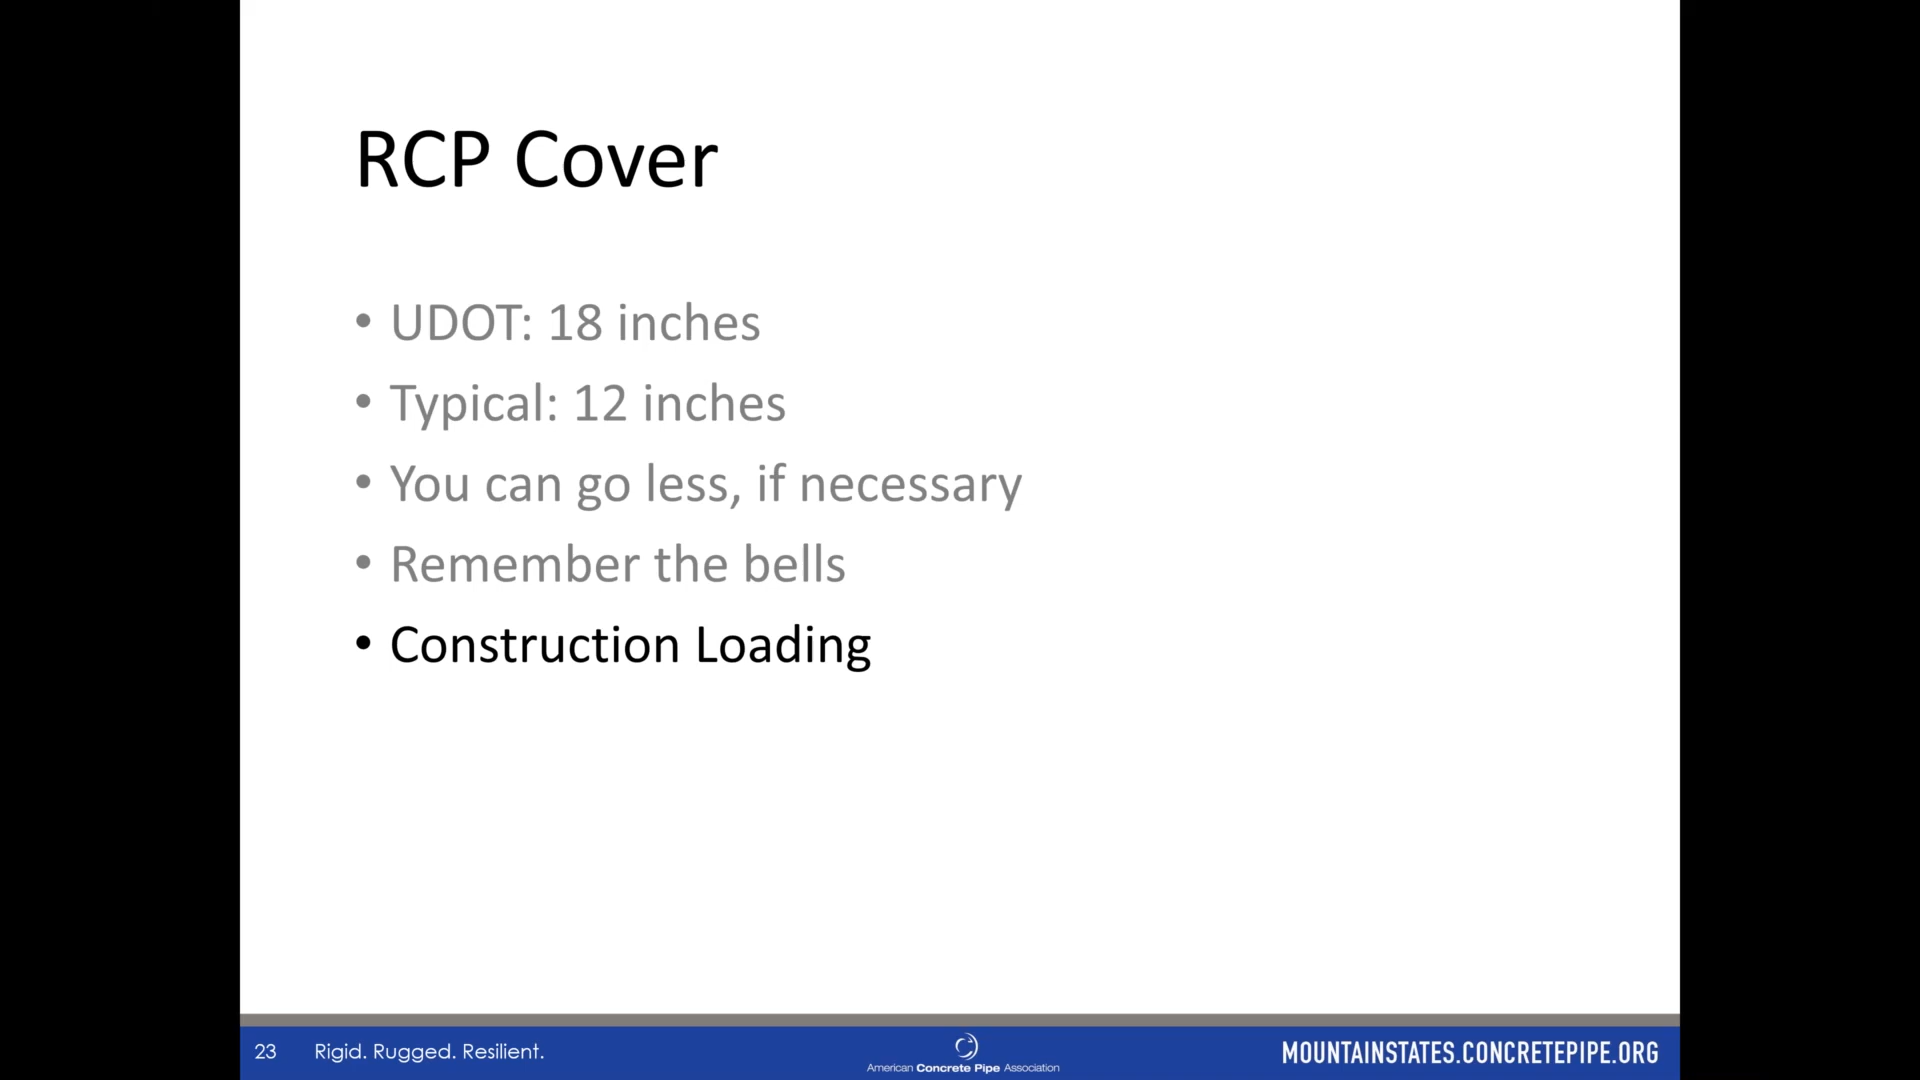 RCP Cover
• UDOT: 18 inches
• Typical: 12 inches
• You can go less, if necessary
• Remember the bells
• Construction Loading
23 Rigid. Rugged. Resilient.
American Concrete Pipe Association
MOUNTAINSTATES.CONCRETEPIPE.ORG